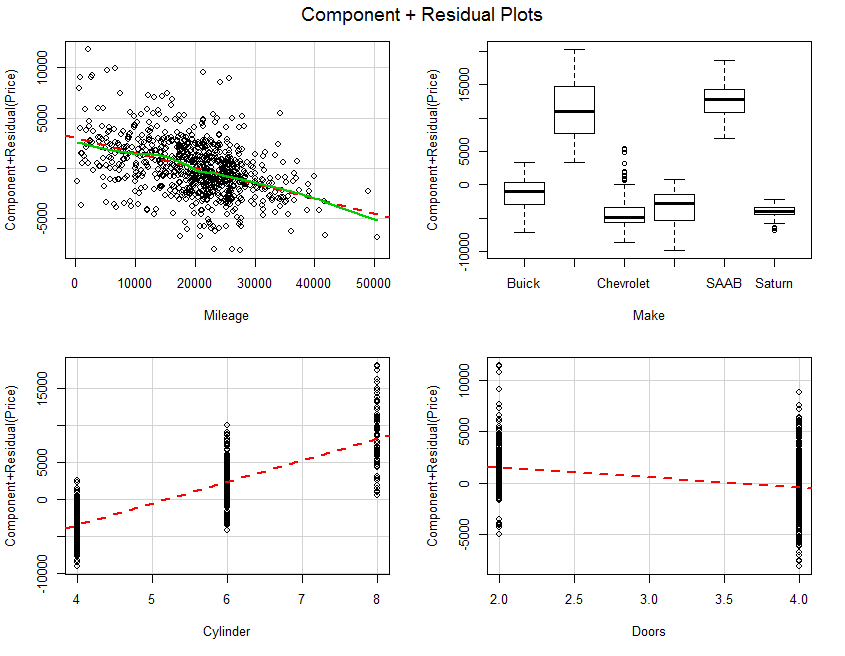 Component + Residual Plots
Component+Residual(Price)
10000
5000
0
5000
0 10000 20000 30000 40000 50000
Mileage
Component+Residual(Price)
15000
5000
0
-10000
Buick Chevrolet SAAB Saturn
Make
Component+Residual(Price)
15000
5000
0
-10000
4 5 6 7 8
Cylinder
Component+Residual(Price)
10000
5000
0
-5000
2.0 2.5 3.0 3.5 4.0
Doors